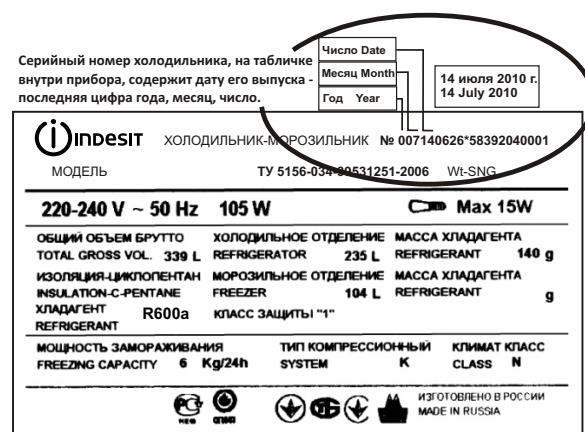 Серийный номер холодильника, на табличке
внутри прибора, содержит дату его выпуска -
последняя цифра года, месяц, число.
Число Date
Месяц Month
Год Year
14 июля 2010 г.
14 July 2010
indesit ХОЛОДИЛЬНИК-МОРОЗИЛЬНИК № 007140626*58392040001
МОДЕЛЬ ТУ 5156-034-39531251-2006 Wt-SNG
220-240 V ~ 50 Hz 105 W Max 15W
ОБЩИЙ ОБЪЕМ БРУТТО ХОЛОДИЛЬНОЕ ОТДЕЛЕНИЕ МАССА ХЛАДАГЕНТА
TOTAL GROSS VOL. 339 L REFRIGERATOR 235 L REFRIGERANT 140 g
ИЗОЛЯЦИЯ-ЦИКЛОПЕНТАН МОРОЗИЛЬНОЕ ОТДЕЛЕНИЕ МАССА ХЛАДАГЕНТА
INSULATION-C-PENTANE FREEZER 104 L REFRIGERANT g
ХЛАДАГЕНТ R600a КЛАСС ЗАЩИТЫ "1"
REFRIGERANT
МОЩНОСТЬ ЗАМОРАЖИВАНИЯ ТИП КОМПРЕССИОННЫЙ КЛИМАТ КЛАСС
FREEZING CAPACITY 6 Kg/24h SYSTEM K CLASS N
ИЗГОТОВЛЕНО В РОССИИ
MADE IN RUSSIA